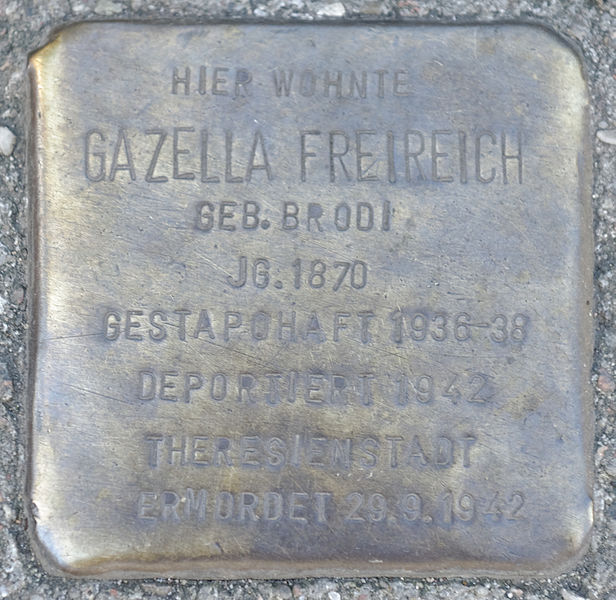 HIER WOHNTE
GAZELLA FREIREICH
GEB. BRODI
JG. 1870
GESTAPOHAFT 1936-38
DEPORTIERT 1942
THERESIENSTADT
ERMORDET 29.9.1942